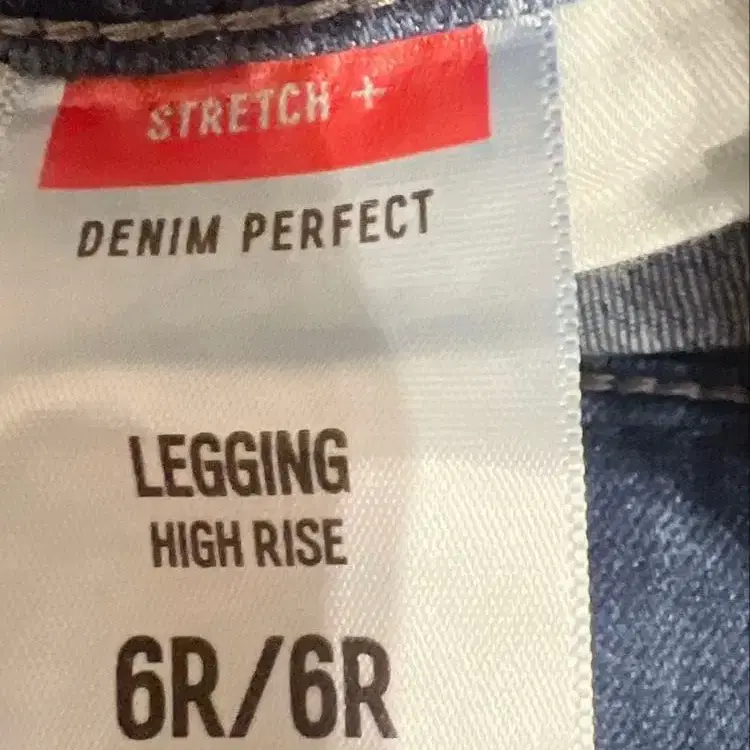 STRETCH +
DENIM PERFECT
LEGGING
HIGH RISE
6R/6R